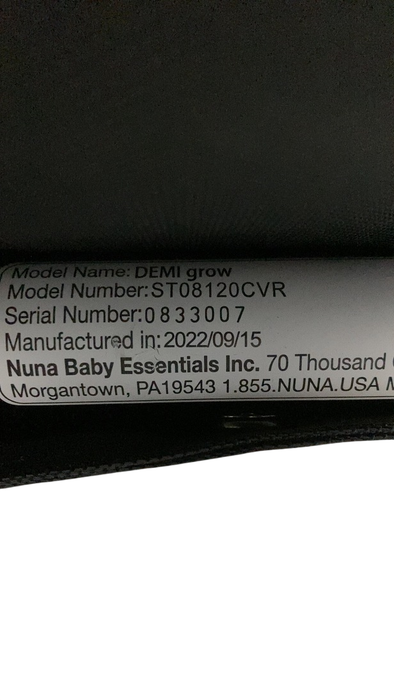 Model Name: DEMI grow
Model Number:ST08120CVR
Serial Number:0833007
Manufactured in:2022/09/15
Nuna Baby Essentials Inc. 70 Thousand
Morgantown, PA19543 1.855.NUNA.USA